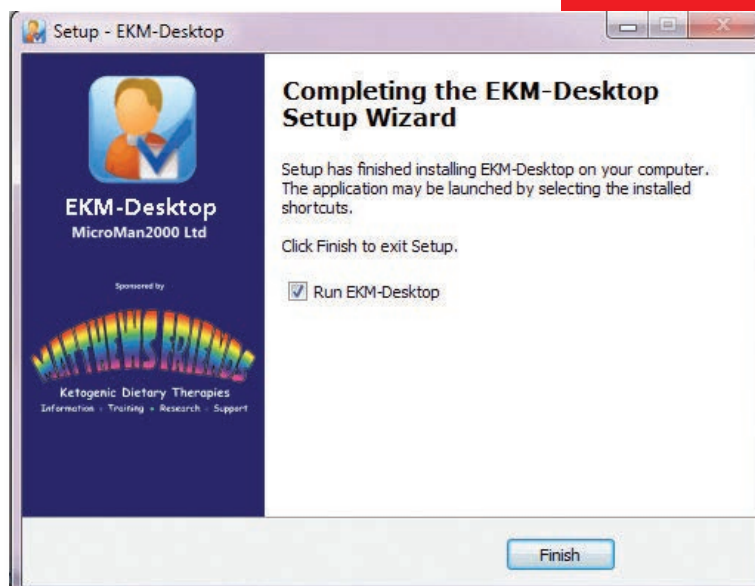 Setup - EKM-Desktop
EKM-Desktop
MicroMan2000 Ltd
Sponsored by
MATTHEWS FRIENDS
Ketogenic Dietary Therapies
Information - Training - Research - Support
Completing the EKM-Desktop
Setup Wizard
Setup has finished installing EKM-Desktop on your computer.
The application may be launched by selecting the installed
shortcuts.
Click Finish to exit Setup.
Run EKM-Desktop
Finish